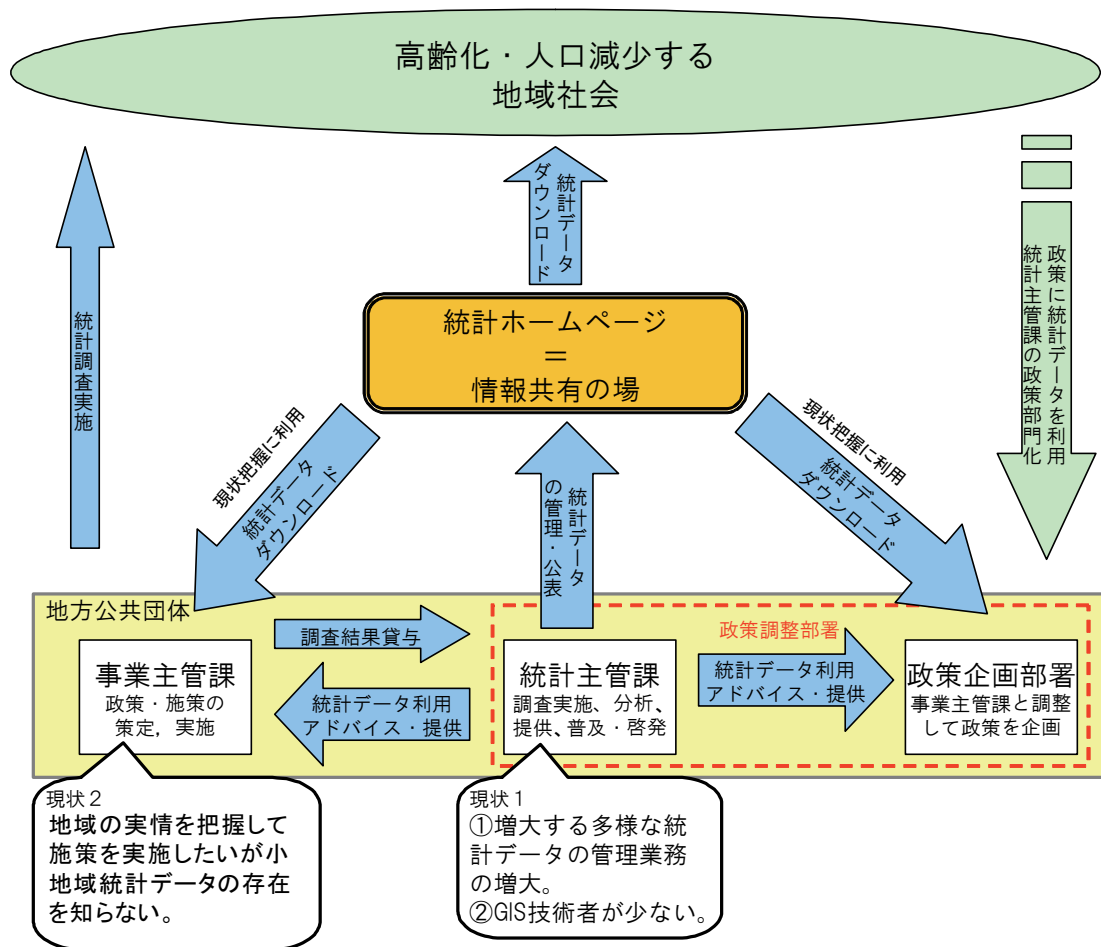 高齢化・人口減少する
地域社会
統計データ
ダウンロード
統計調査実施
政策に統計データを利用
統計主管課の政策部門化
統計ホームページ
＝
情報共有の場
現状把握に利用
統計データ
ダウンロード
統計データ
の管理・公表
現状把握に利用
統計データ
ダウンロード
地方公共団体
調査結果貸与
政策調整部署
事業主管課
政策・施策の
策定，実施
統計データ利用
アドバイス・提供
統計主管課
調査実施、分析、
提供、普及・啓発
統計データ利用
アドバイス・提供
政策企画部署
事業主管課と調整
して政策を企画
現状２
地域の実情を把握して
施策を実施したいが小
地域統計データの存在
を知らない。
現状１
①増大する多様な統
計データの管理業務
の増大。
②GIS技術者が少ない。